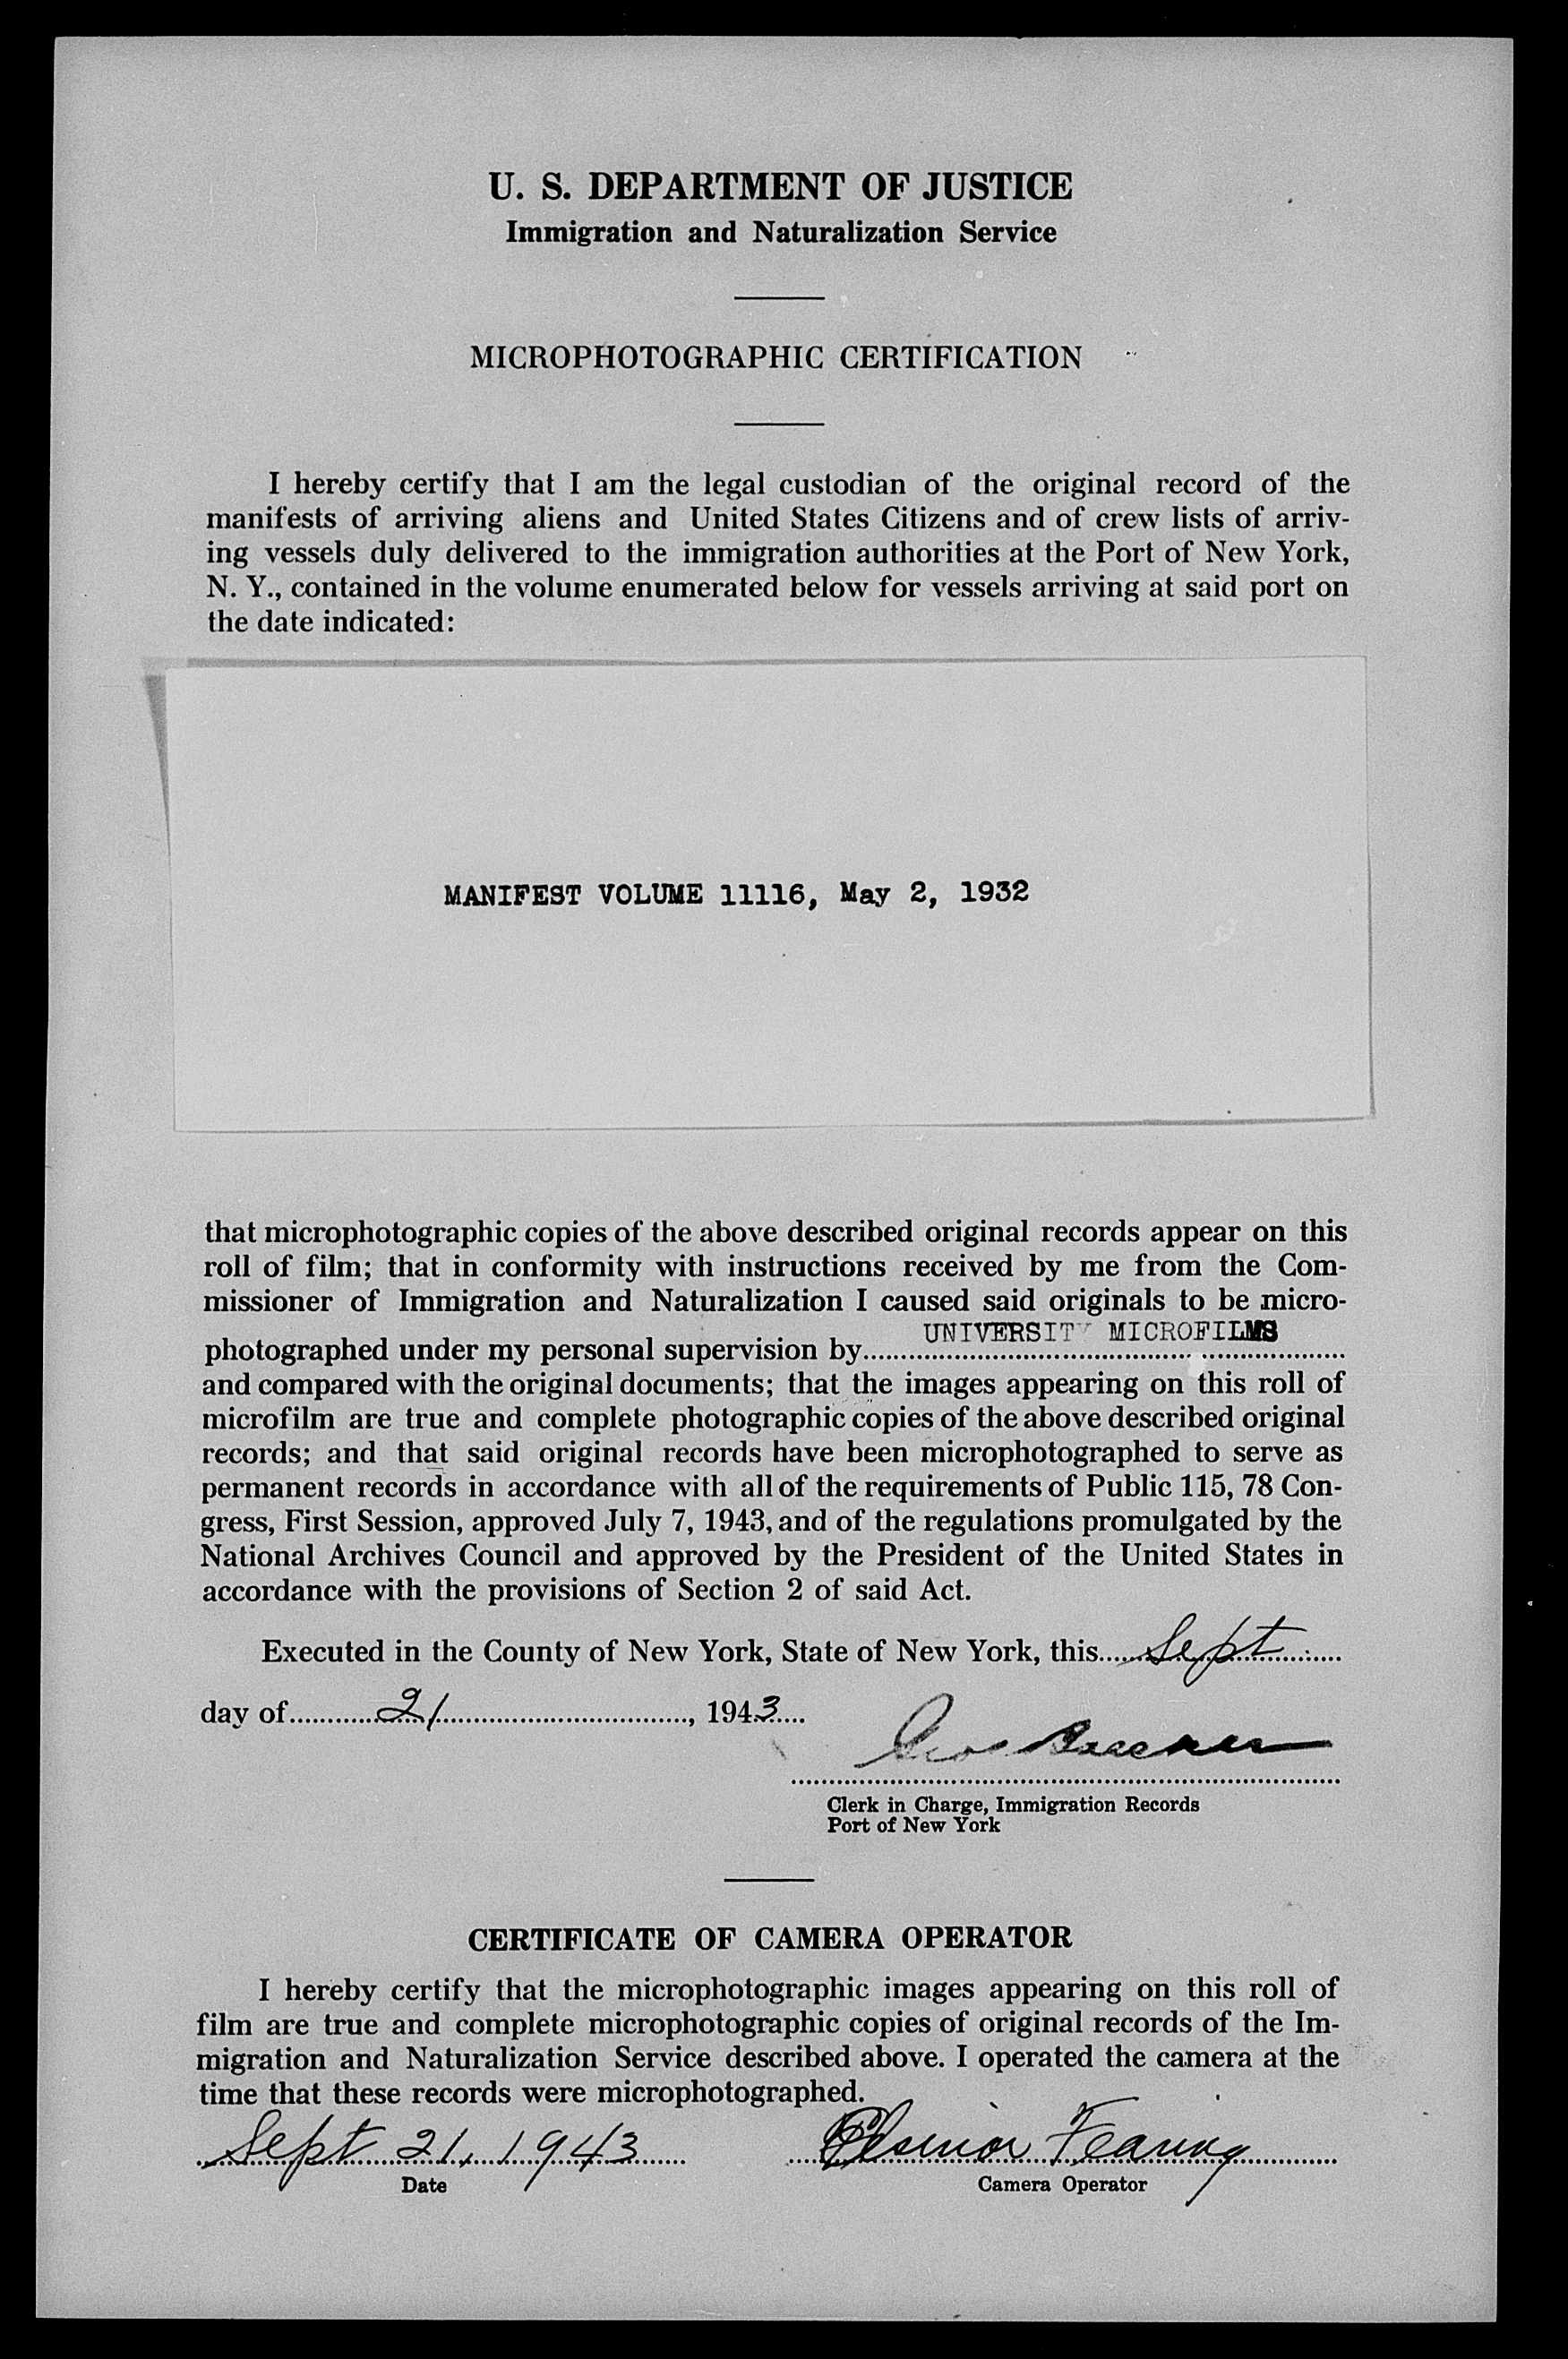 U. S. DEPARTMENT OF JUSTICE
Immigration and Naturalization Service
MICROPHOTOGRAPHIC CERTIFICATION
I hereby certify that I am the legal custodian of the original record of the
manifests of arriving aliens and United States Citizens and of crew lists of arriv-
ing vessels duly delivered to the immigration authorities at the Port of New York,
N. Y., contained in the volume enumerated below for vessels arriving at said port on
the date indicated:
MANIFEST VOLUME 11116, May 2, 1932
that microphotographic copies of the above described original records appear on this
roll of film; that in conformity with instructions received by me from the Com-
missioner of Immigration and Naturalization I caused said originals to be micro-
photographed under my personal supervision by UNIVERSITY MICROFILMS
and compared with the original documents; that the images appearing on this roll of
microfilm are true and complete photographic copies of the above described original
records; and that said original records have been microphotographed to serve as
permanent records in accordance with all of the requirements of Public 115, 78 Con-
gress, First Session, approved July 7, 1943, and of the regulations promulgated by the
National Archives Council and approved by the President of the United States in
accordance with the provisions of Section 2 of said Act.
Executed in the County of New York, State of New York, this Sept
day of 21, 1943
Clerk in Charge, Immigration Records
Port of New York
CERTIFICATE OF CAMERA OPERATOR
I hereby certify that the microphotographic images appearing on this roll of
film are true and complete microphotographic copies of original records of the Im-
migration and Naturalization Service described above. I operated the camera at the
time that these records were microphotographed.
Sept 21, 1943 Fearing
Date Camera Operator